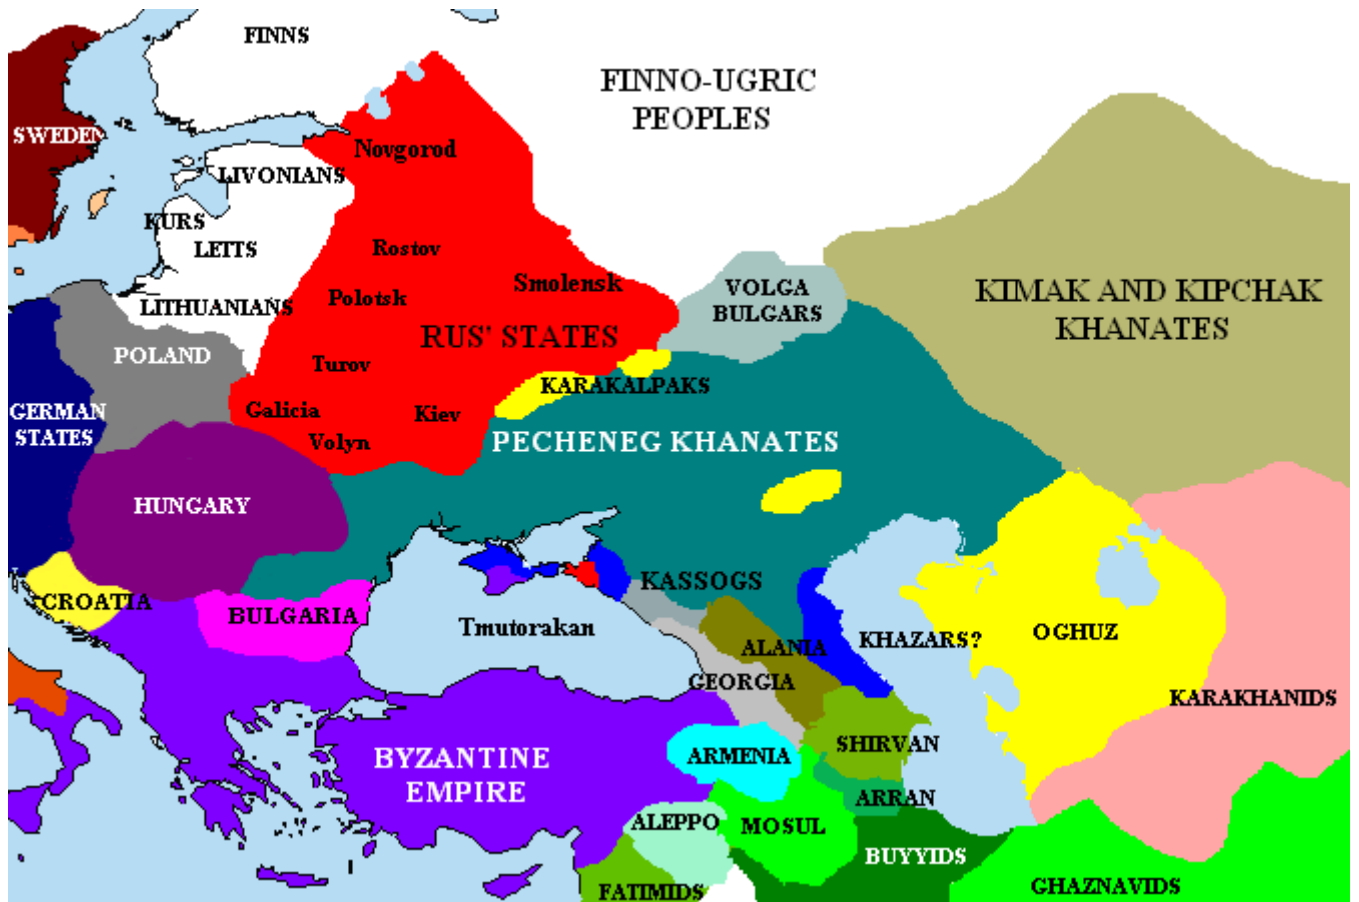 FINNS
FINNO-UGRIC
PEOPLES
SWEDEN
Novgorod
LIVONIANS
KURS
LETTS
Rostov
Smolensk
VOLGA
BULGARS
KIMAK AND KIPCHAK
KHANATES
LITHUANIANS
Polotsk
RUS' STATES
POLAND
Turov
KARAKALPAKS
GERMAN
STATES
Galicia
Kiev
Volyn
PECHENEG KHANATES
HUNGARY
KASSOGS
CROATIA
BULGARIA
Tmutorakan
ALANIA
KHAZARS?
OGHUZ
GEORGIA
KARAKHANIDS
BYZANTINE
EMPIRE
ARMENIA
SHIRVAN
ARRAN
ALEPPO
MOSUL
BUYYIDS
FATIMIDS
GHAZNAVIDS